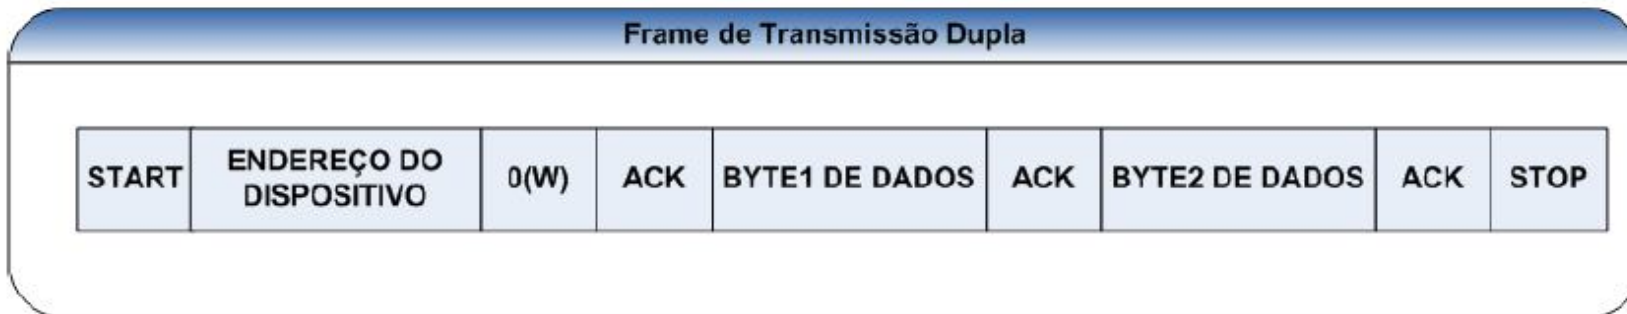 Frame de Transmissão Dupla
START
ENDEREÇO DO
DISPOSITIVO
0(W)
ACK
BYTE1 DE DADOS
ACK
BYTE2 DE DADOS
ACK
STOP